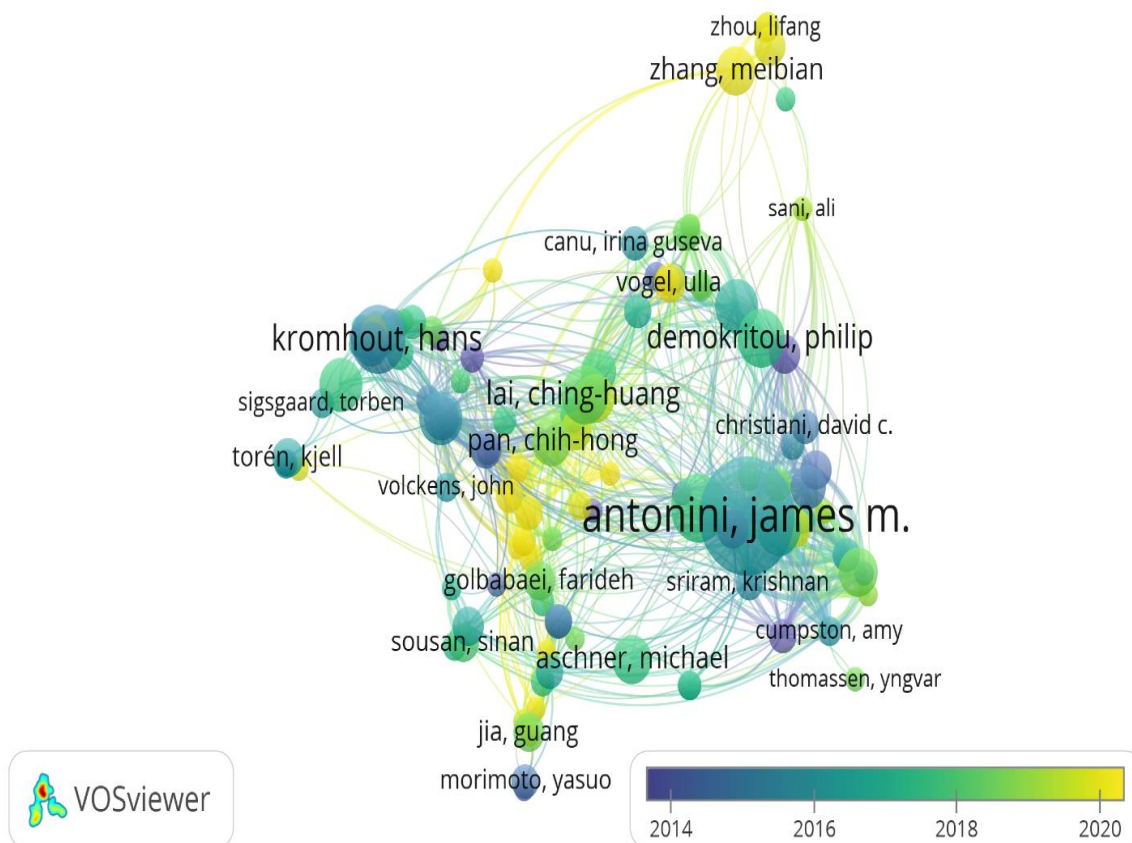 zhou, lifang
zhang, meibian
sani, ali
canu, irina guseva
vogel, ulla
kromhout, hans
demokritou, philip
lai, ching-huang
sigsgaard, torben
christiani, david c.
pan, chih-hong
torén, kjell
volckens, john
antonini, james m.
golbabaei, farideh
sriram, krishnan
cumpston, amy
sousan, sinan
aschner, michael
thomassen, yngvar
jia, guang
morimoto, yasuo
VOSviewer
2014 2016 2018 2020